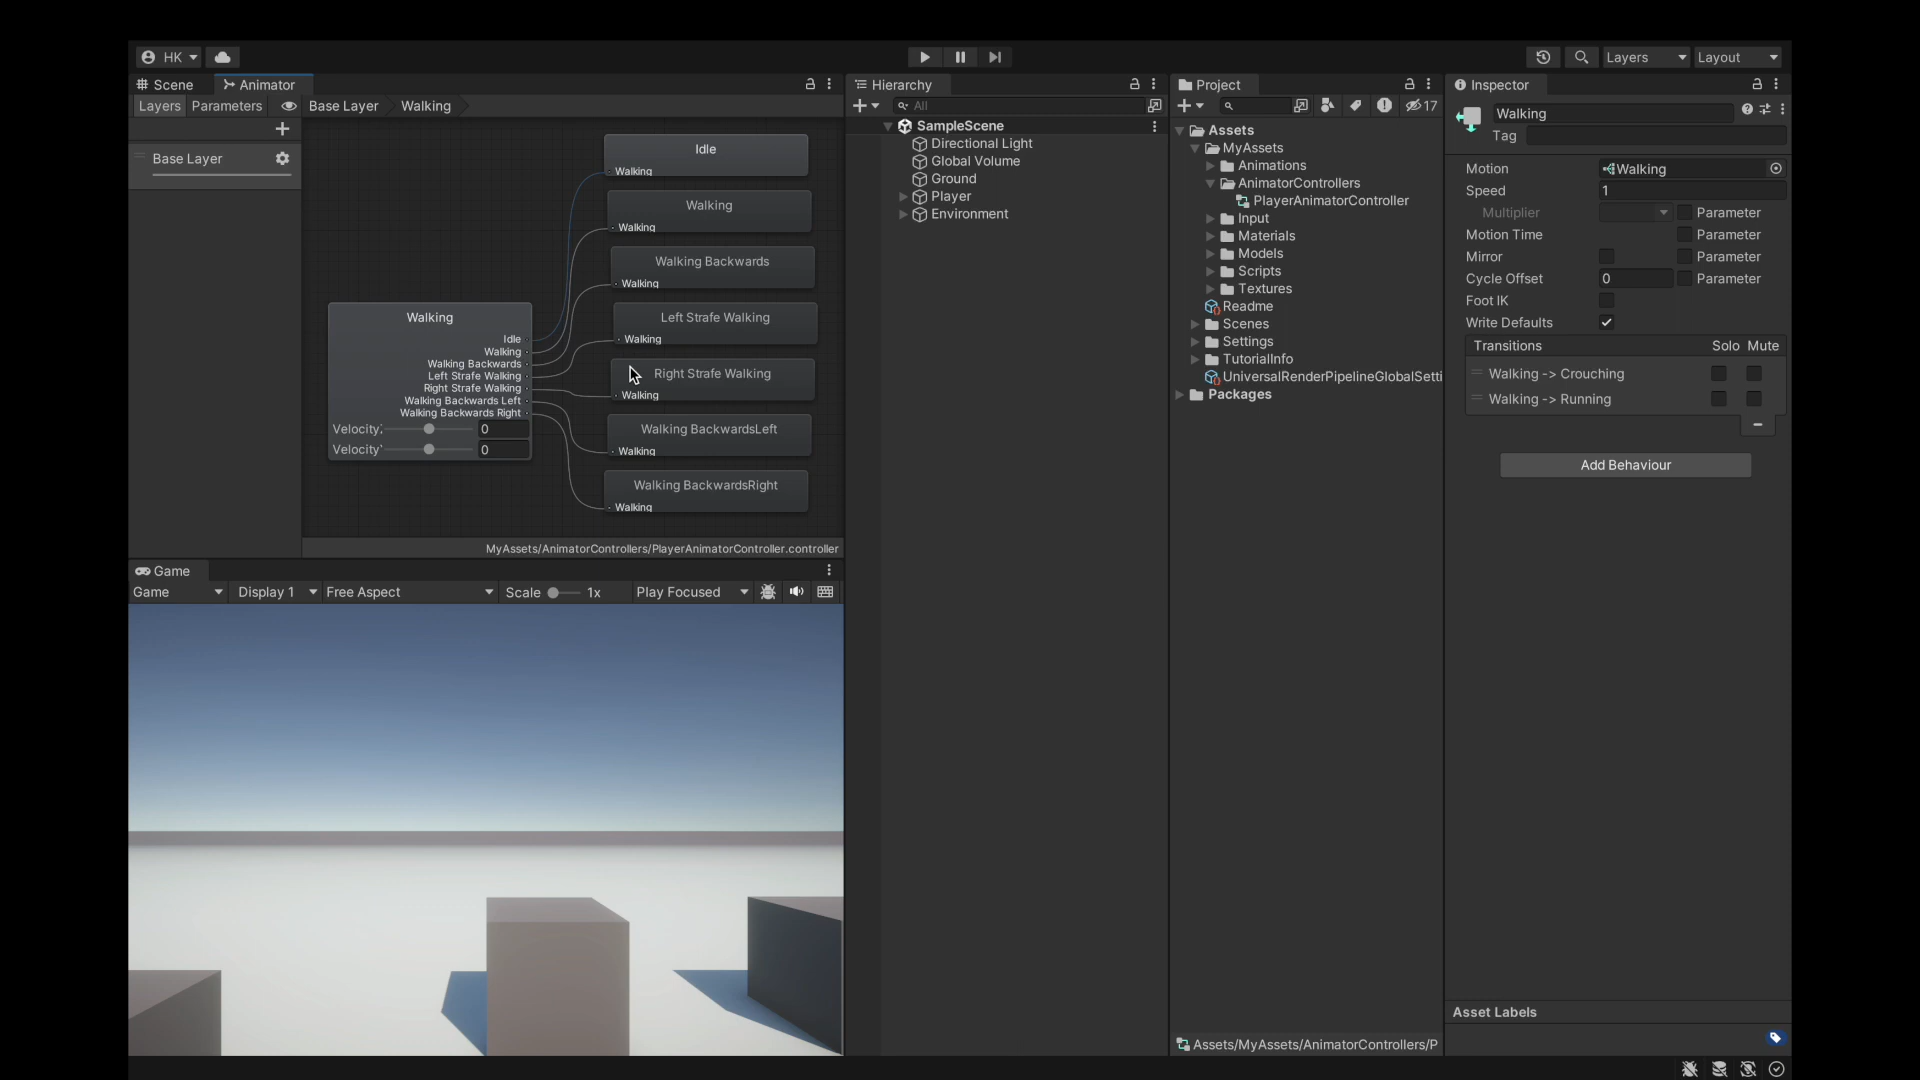 HK
Layers
Layout
Scene
Animator
Layers
Parameters
Base Layer
Walking
Base Layer
Idle
Walking
Walking
Walking
Walking Backwards
Walking
Left Strafe Walking
Walking
Right Strafe Walking
Walking
Walking BackwardsLeft
Walking
Walking BackwardsRight
Walking
Walking
Idle
Walking
Walking Backwards
Left Strafe Walking
Right Strafe Walking
Walking Backwards Left
Walking Backwards Right
Velocity
0
Velocity
0
MyAssets/AnimatorControllers/PlayerAnimatorController.controller
Game
Game
Display 1
Free Aspect
Scale
1x
Play Focused
Hierarchy
All
SampleScene
Directional Light
Global Volume
Ground
Player
Environment
Project
17
Assets
MyAssets
Animations
AnimatorControllers
PlayerAnimatorController
Input
Materials
Models
Scripts
Textures
Readme
Scenes
Settings
TutorialInfo
UniversalRenderPipelineGlobalSetti
Packages
Assets/MyAssets/AnimatorControllers/P
Inspector
Walking
Tag
Motion
Walking
Speed
1
Multiplier
Parameter
Motion Time
Parameter
Mirror
Parameter
Cycle Offset
0
Parameter
Foot IK
Write Defaults
Transitions
Solo Mute
Walking -> Crouching
Walking -> Running
Add Behaviour
Asset Labels